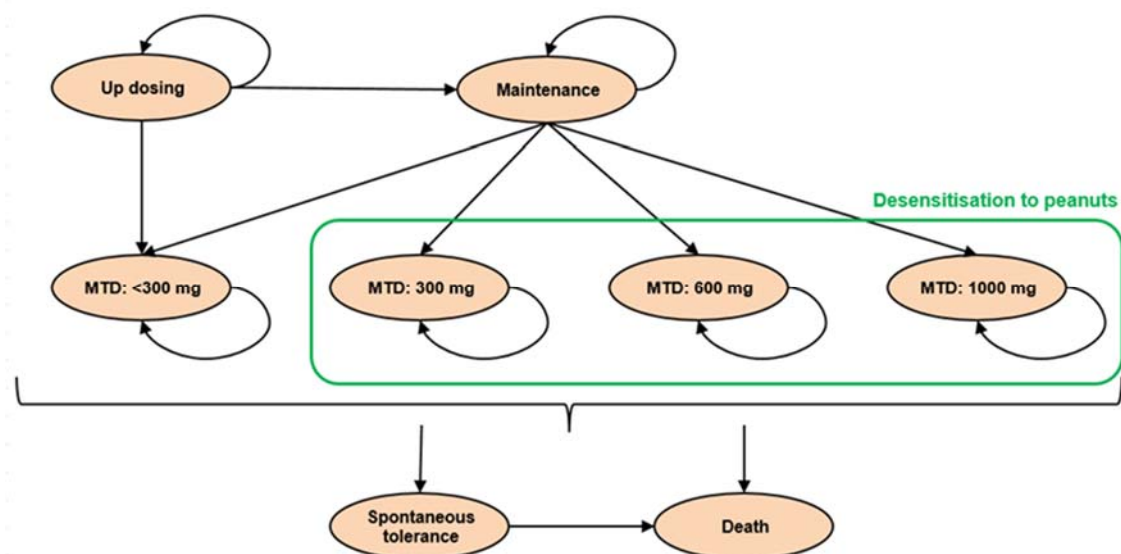 Up dosing
Maintenance
Desensitisation to peanuts
MTD: <300 mg
MTD: 300 mg
MTD: 600 mg
MTD: 1000 mg
Spontaneous
tolerance
Death